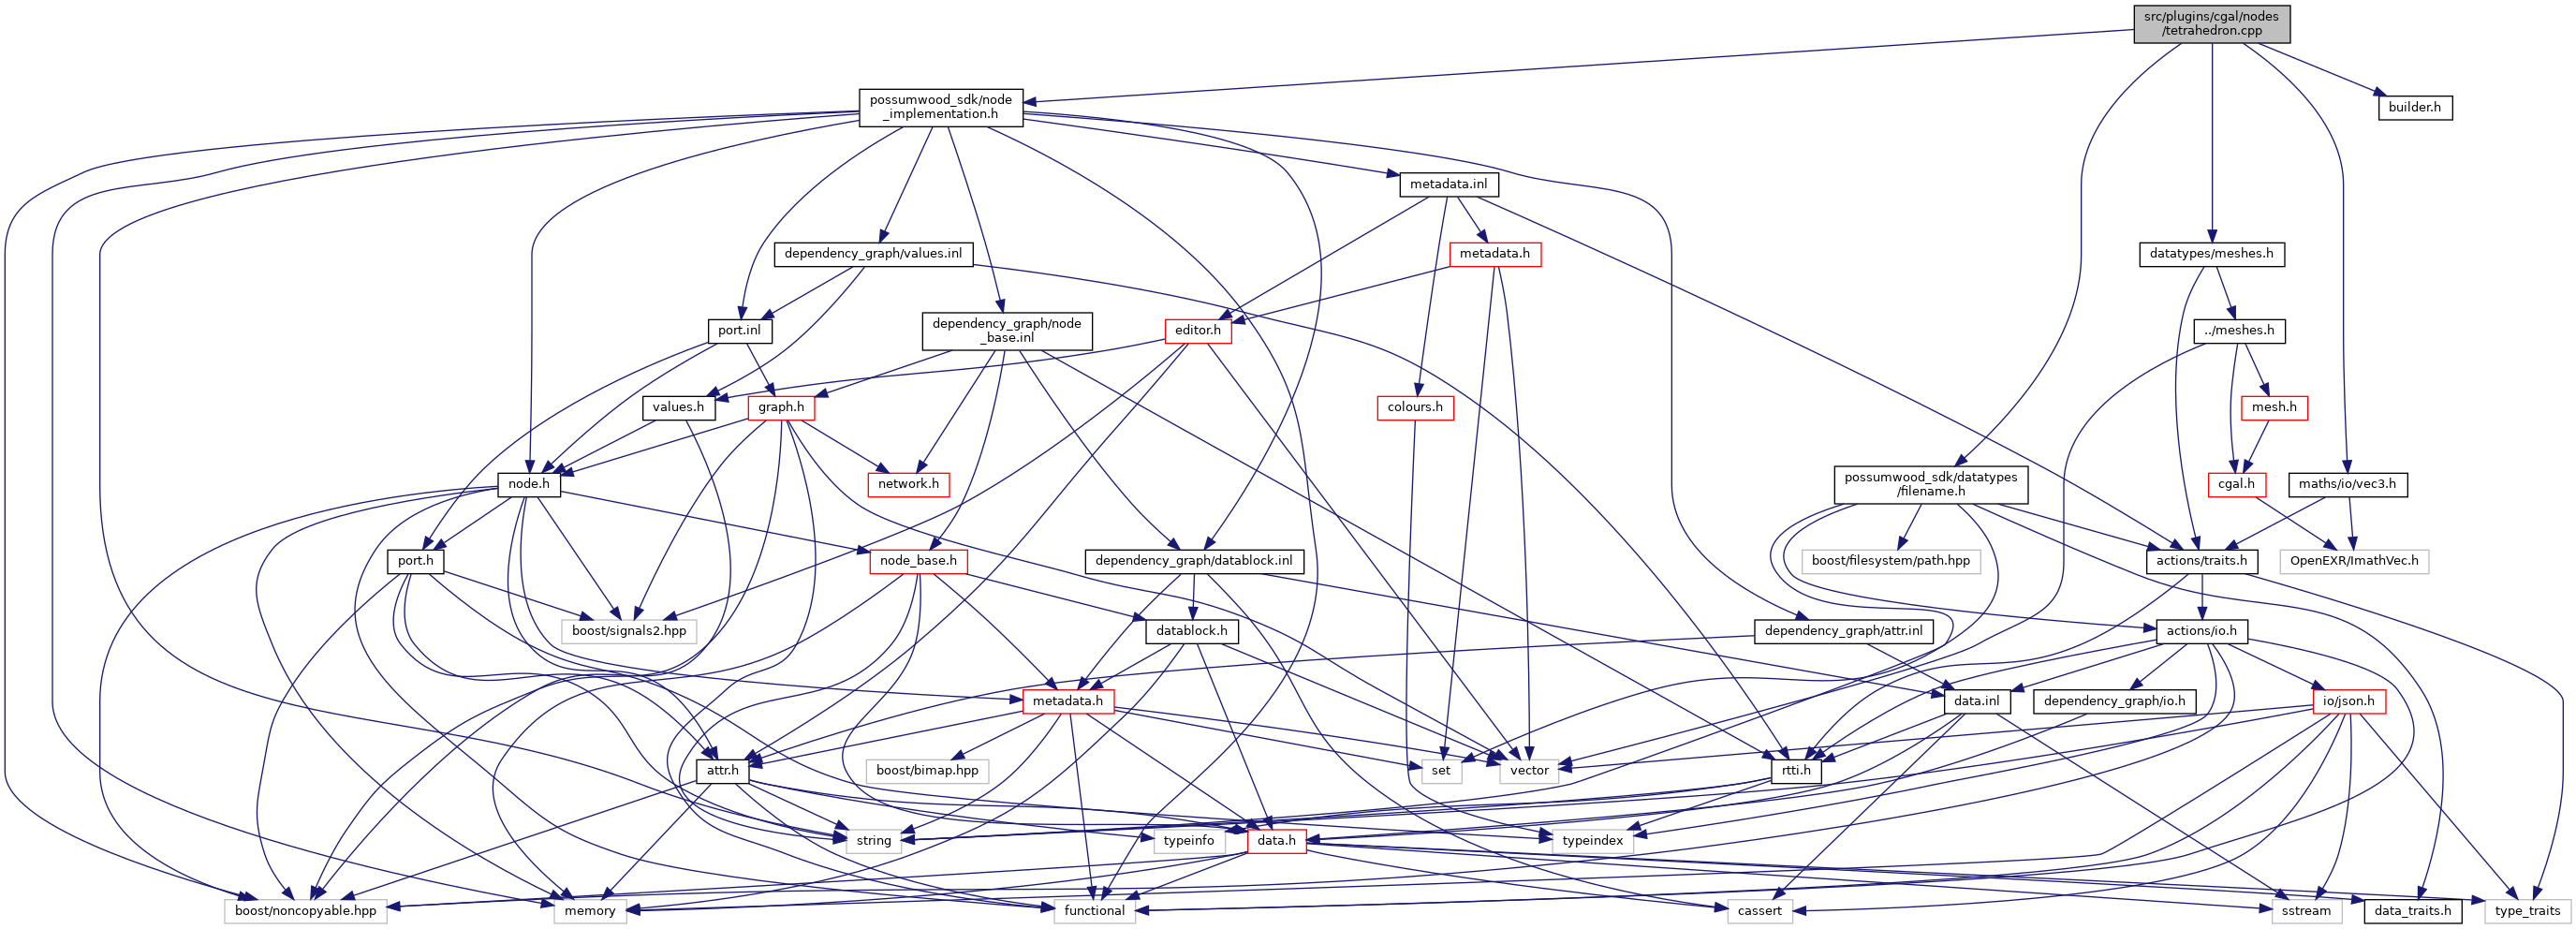 src/plugins/cgal/nodes
/tetrahedron.cpp
possumwood_sdk/node
_implementation.h
builder.h
metadata.inl
dependency_graph/values.inl
metadata.h
datatypes/meshes.h
port.inl
dependency_graph/node
_base.inl
editor.h
../meshes.h
values.h
graph.h
colours.h
mesh.h
node.h
network.h
possumwood_sdk/datatypes
/filename.h
cgal.h
maths/io/vec3.h
port.h
node_base.h
dependency_graph/datablock.inl
boost/filesystem/path.hpp
actions/traits.h
OpenEXR/ImathVec.h
boost/signals2.hpp
datablock.h
dependency_graph/attr.inl
actions/io.h
metadata.h
data.inl
dependency_graph/io.h
io/json.h
attr.h
boost/bimap.hpp
set
vector
rtti.h
string
typeinfo
data.h
typeindex
boost/noncopyable.hpp
memory
functional
cassert
sstream
data_traits.h
type_traits